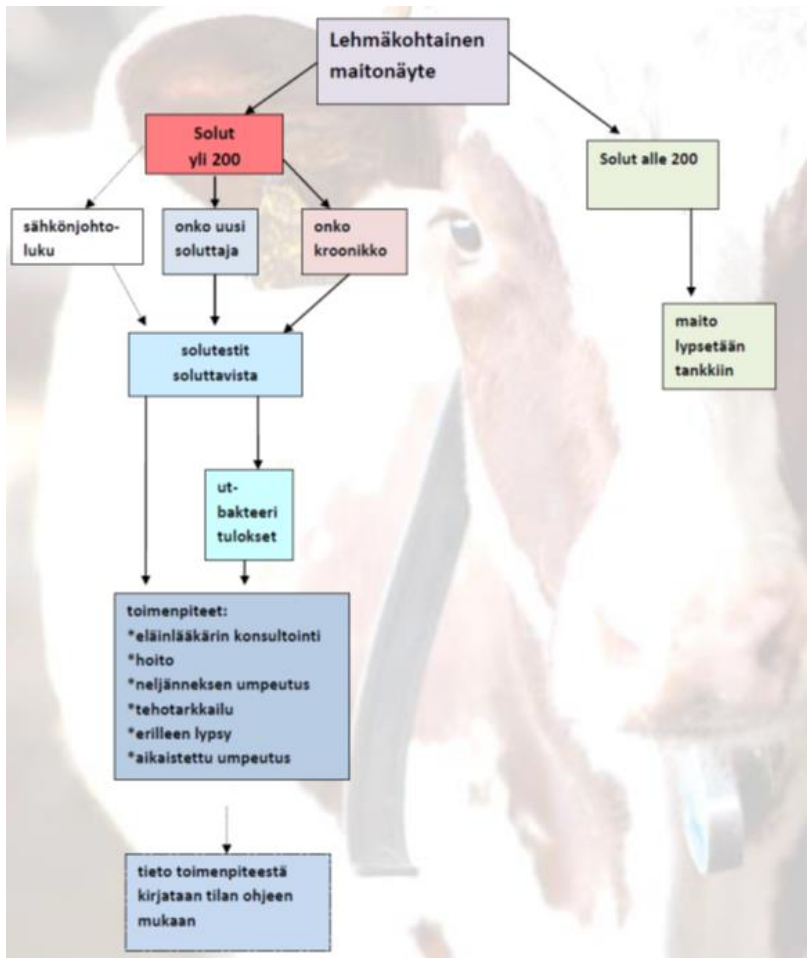 Lehmäkohtainen
maitonäyte
Solut
yli 200
Solut alle 200
sähkönjohto-
luku
onko uusi
soluttaja
onko
kroonikko
solutestit
soluttavista
maito
lypsetään
tankkiin
ut-
bakteeri
tulokset
toimenpiteet:
*eläinlääkärin konsultointi
*hoito
*neljänneksen umpeutus
*tehotarkkailu
*erilleen lypsy
*aikaistettu umpeutus
tieto toimenpiteestä
kirjataan tilan ohjeen
mukaan